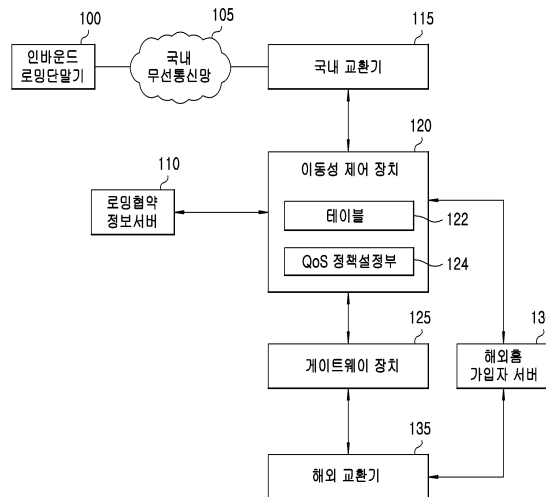 100
인바운드
로밍단말기
105
국내
무선통신망
115
국내 교환기
120
이동성 제어 장치
110
로밍협약
정보서버
테이블
122
QoS 정책설정부
124
125
게이트웨이 장치
13
해외홈
가입자 서버
135
해외 교환기